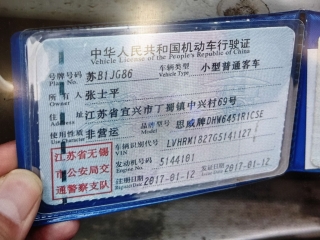 中华人民共和国机动车行驶证
Vehicle License of the People's Republic of China
号牌号码 苏B1JG86 车辆类型 小型普通客车
Plate No. Vehicle Type
所有人 张士平
Owner
住址 江苏省宜兴市丁蜀镇中兴村69号
Address
使用性质 非营运 品牌型号 思威牌DHW6451R1CSE
Use Character Model
江苏省无锡市公安局交通警察支队
车辆识别代号 LVHRM1827G5141127
VIN
发动机号码 5144101
Engine No.
注册日期 2017-01-12 发证日期 2017-01-12
Register Date Issue Date